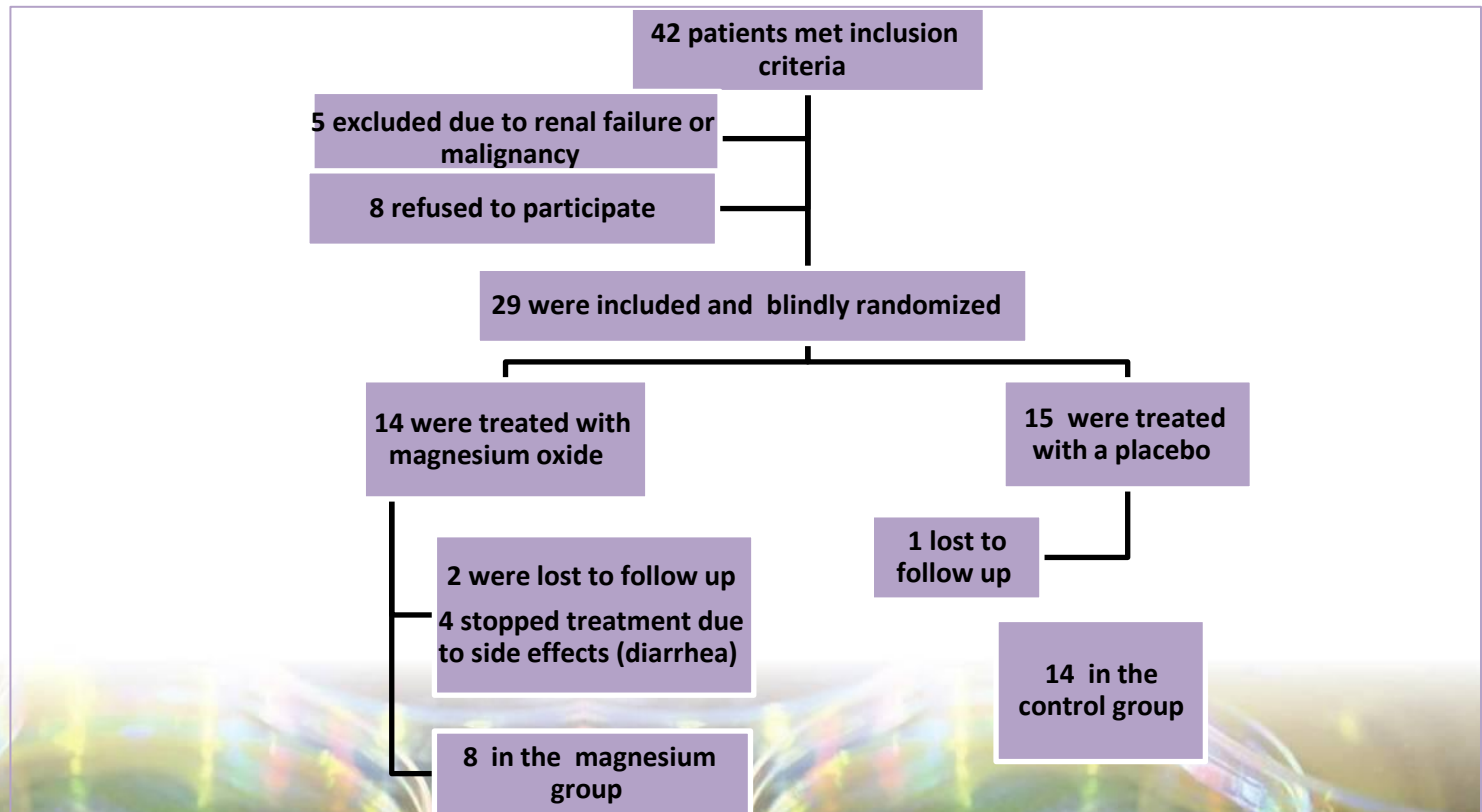 42 patients met inclusion
criteria
5 excluded due to renal failure or
malignancy
8 refused to participate
29 were included and blindly randomized
14 were treated with
magnesium oxide
15 were treated
with a placebo
2 were lost to follow up
4 stopped treatment due
to side effects (diarrhea)
1 lost to
follow up
8 in the magnesium
group
14 in the
control group